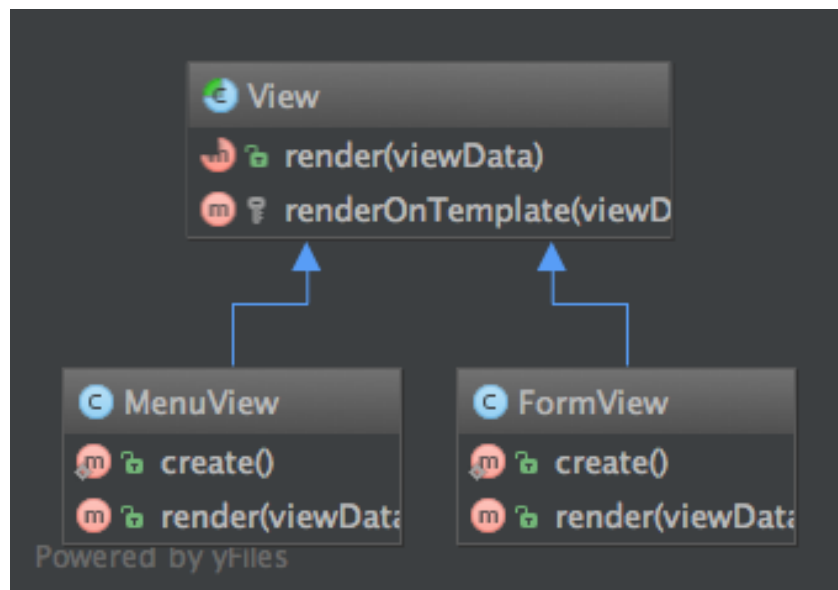 View
render(viewData)
renderOnTemplate(viewD
MenuView
create()
render(viewData
FormView
create()
render(viewData
Powered by yFiles